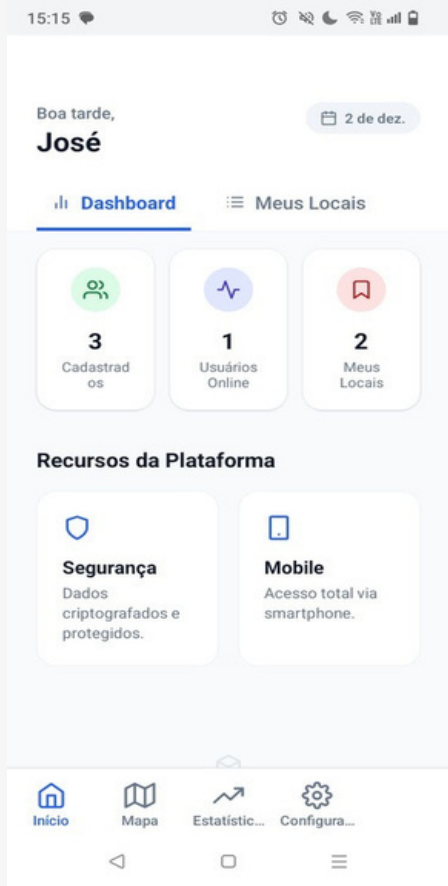 15:15
Boa tarde,
José
2 de dez.
Dashboard
Meus Locais
3
Cadastrad
os
1
Usuários
Online
2
Meus
Locais
Recursos da Plataforma
Segurança
Dados
criptografados e
protegidos.
Mobile
Acesso total via
smartphone.
Início
Mapa
Estatístic...
Configura...